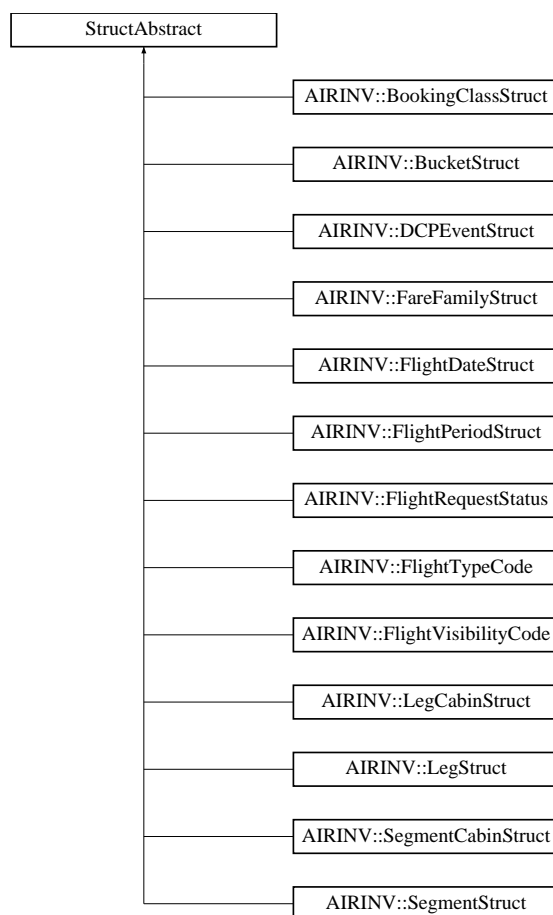 StructAbstract
AIRINV::BookingClassStruct
AIRINV::BucketStruct
AIRINV::DCPEventStruct
AIRINV::FareFamilyStruct
AIRINV::FlightDateStruct
AIRINV::FlightPeriodStruct
AIRINV::FlightRequestStatus
AIRINV::FlightTypeCode
AIRINV::FlightVisibilityCode
AIRINV::LegCabinStruct
AIRINV::LegStruct
AIRINV::SegmentCabinStruct
AIRINV::SegmentStruct